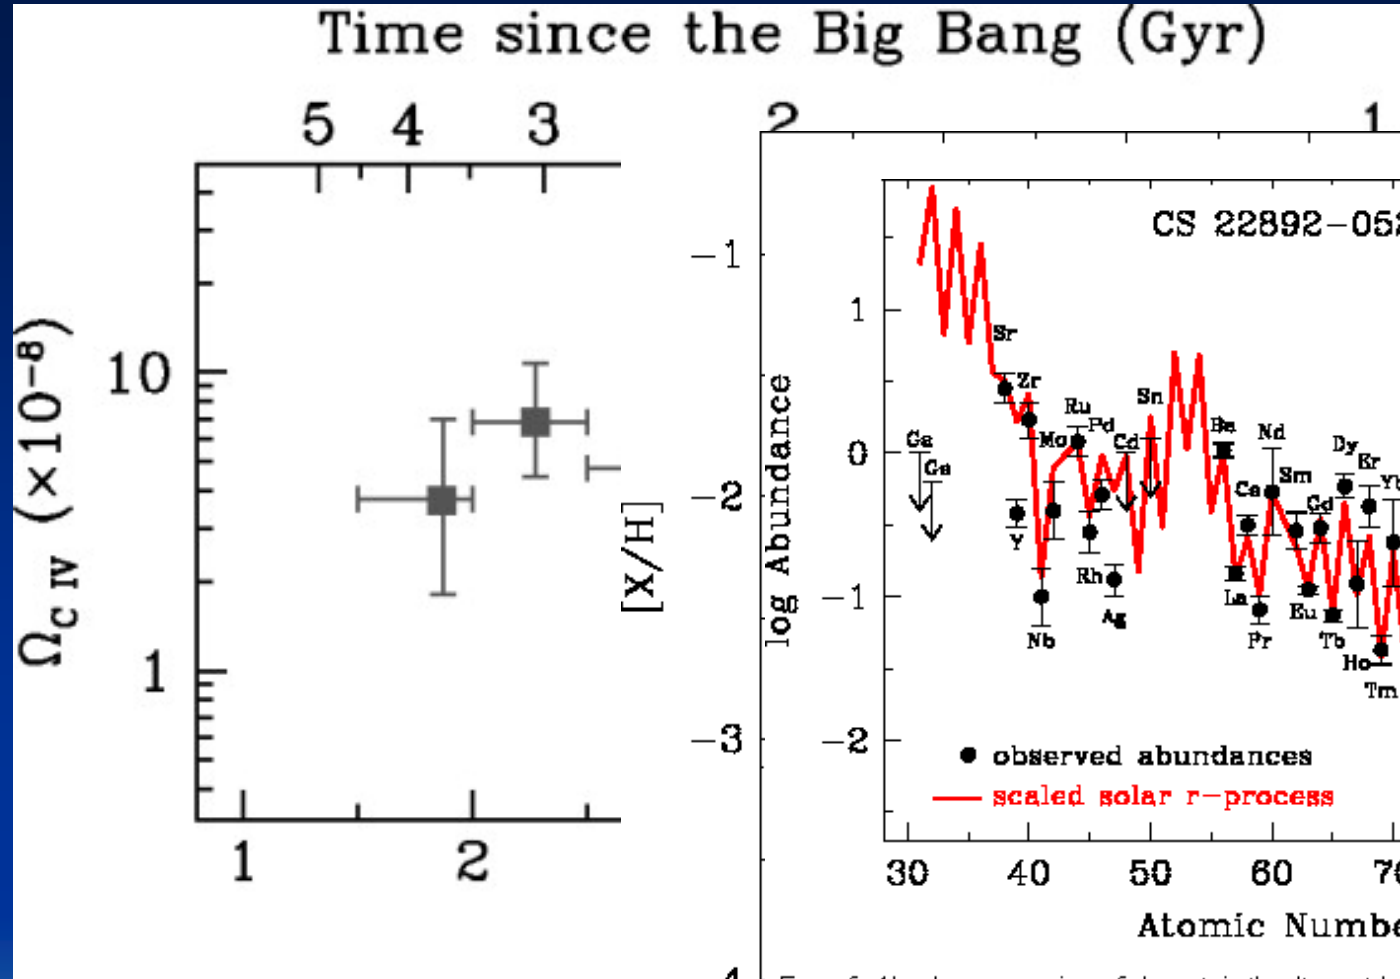 Time since the Big Bang (Gyr)
5 4 3 2 1
Ω C IV (×10⁻⁸)
10
1
1 2
[X/H]
−1
−2
−3
log Abundance
1
0
−1
−2
CS 22892−052
Sr
Zr
Ga
Ge
Y
Nb
Mo
Ru
Rh
Pd
Ag
Cd
Sn
Ba
La
Ce
Pr
Nd
Sm
Eu
Gd
Tb
Dy
Ho
Er
Tm
Yb
observed abundances
scaled solar r−process
30 40 50 60 70
Atomic Numbe